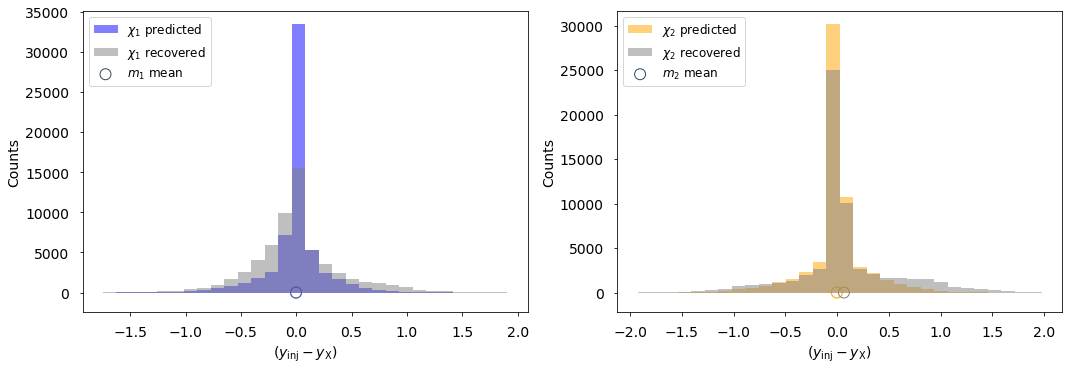 35000
30000
25000
20000
15000
10000
5000
0
Counts
χ1 predicted
χ1 recovered
m1 mean
−1.5 −1.0 −0.5 0.0 0.5 1.0 1.5 2.0
(yinj − yX)
30000
25000
20000
15000
10000
5000
0
Counts
χ2 predicted
χ2 recovered
m2 mean
−2.0 −1.5 −1.0 −0.5 0.0 0.5 1.0 1.5 2.0
(yinj − yX)